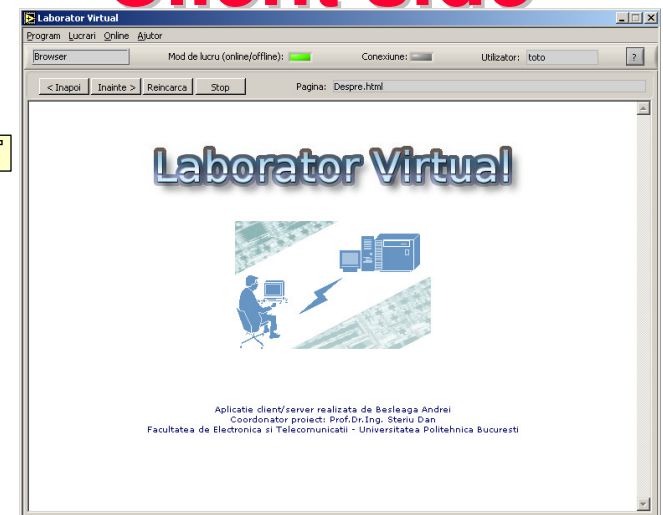 Client Side
Laborator Virtual
Program Lucrari Online Ajutor
Browser Mod de lucru (online/offline): Conexiune: Utilizator: toto ?
< Inapoi Inainte > Reincarca Stop Pagina: Despre.html
Laborator Virtual
Aplicatie client/server realizata de Besleaga Andrei
Coordonator proiect: Prof.Dr.Ing. Steriu Dan
Facultatea de Electronica si Telecomunicatii - Universitatea Politehnica Bucuresti